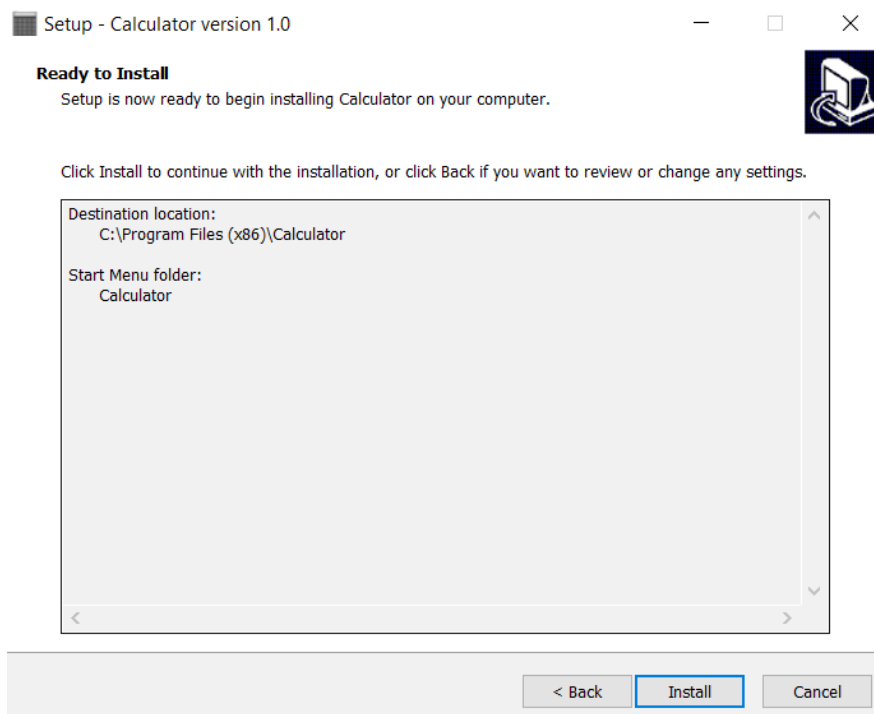 Setup - Calculator version 1.0
Ready to Install
Setup is now ready to begin installing Calculator on your computer.
Click Install to continue with the installation, or click Back if you want to review or change any settings.
Destination location:
C:\Program Files (x86)\Calculator
Start Menu folder:
Calculator
< Back Install Cancel